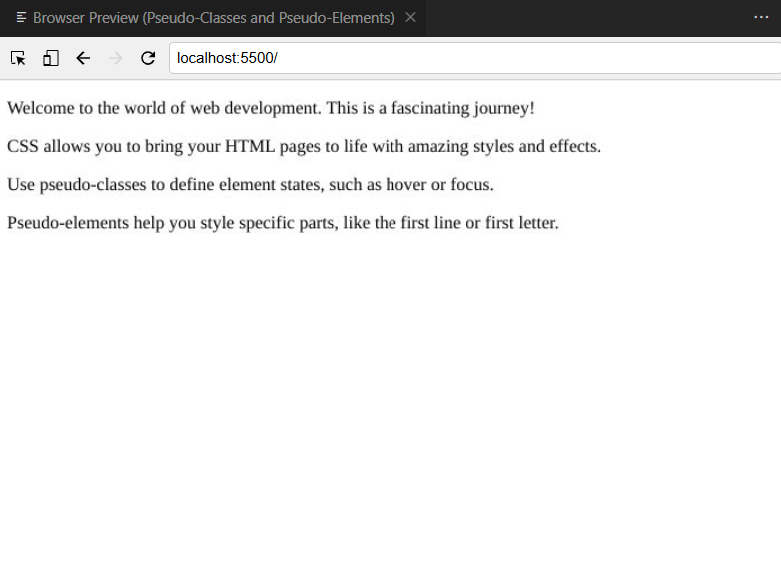 Browser Preview (Pseudo-Classes and Pseudo-Elements)
localhost:5500/
Welcome to the world of web development. This is a fascinating journey!
CSS allows you to bring your HTML pages to life with amazing styles and effects.
Use pseudo-classes to define element states, such as hover or focus.
Pseudo-elements help you style specific parts, like the first line or first letter.